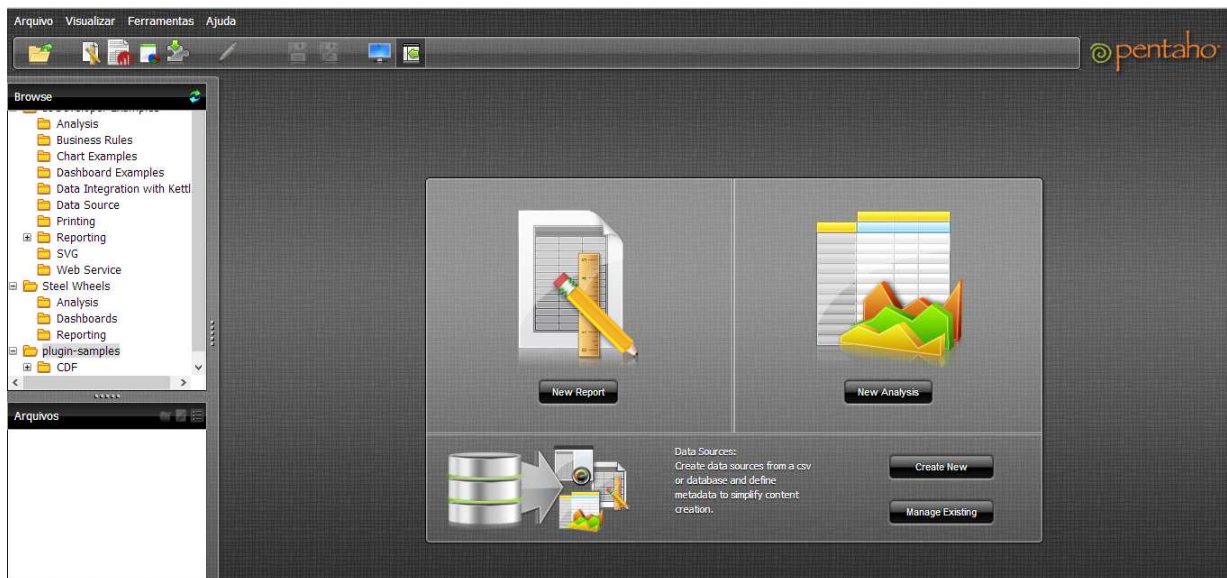 Arquivo Visualizar Ferramentas Ajuda
pentaho
Browse
Analysis
Business Rules
Chart Examples
Dashboard Examples
Data Integration with Kettl
Data Source
Printing
Reporting
SVG
Web Service
Steel Wheels
Analysis
Dashboards
Reporting
plugin-samples
CDF
Arquivos
New Report
New Analysis
Data Sources:
Create data sources from a csv
or database and define
metadata to simplify content
creation.
Create New
Manage Existing